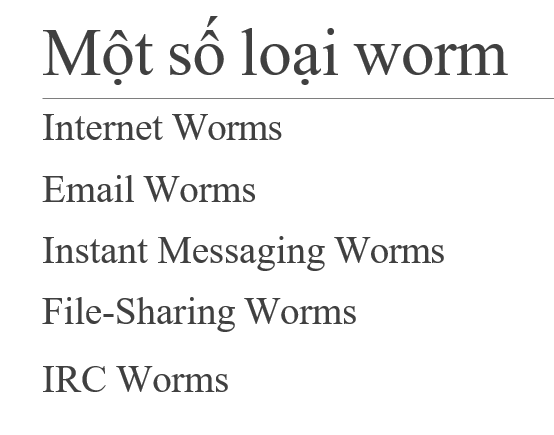 Một số loại worm
Internet Worms
Email Worms
Instant Messaging Worms
File-Sharing Worms
IRC Worms